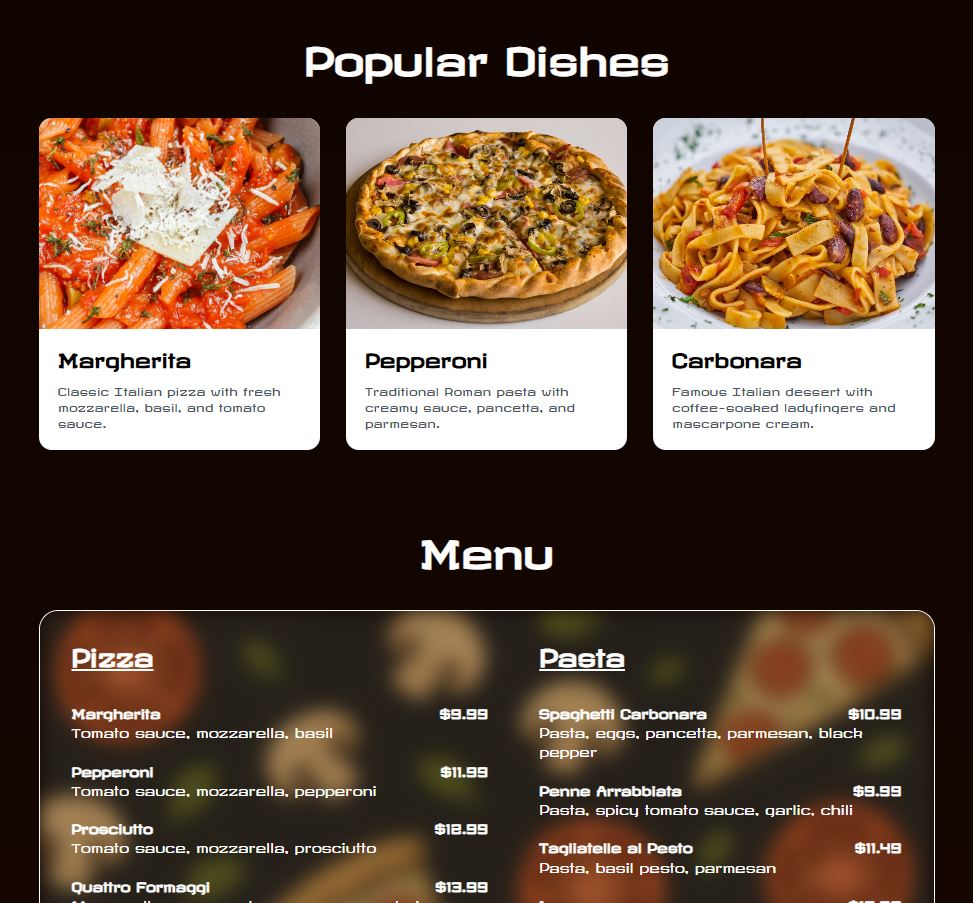 Popular Dishes
Margherita
Classic Italian pizza with fresh
mozzarella, basil, and tomato
sauce.
Pepperoni
Traditional Roman pasta with
creamy sauce, pancetta, and
parmesan.
Carbonara
Famous Italian dessert with
coffee-soaked ladyfingers and
mascarpone cream.
Menu
Pizza
Margherita $9.99
Tomato sauce, mozzarella, basil
Pepperoni $11.99
Tomato sauce, mozzarella, pepperoni
Prosciutto $12.99
Tomato sauce, mozzarella, prosciutto
Quattro Formaggi $13.99
Pasta
Spaghetti Carbonara $10.99
Pasta, eggs, pancetta, parmesan, black
pepper
Penne Arrabbiata $9.99
Pasta, spicy tomato sauce, garlic, chili
Tagliatelle al Pesto $11.49
Pasta, basil pesto, parmesan